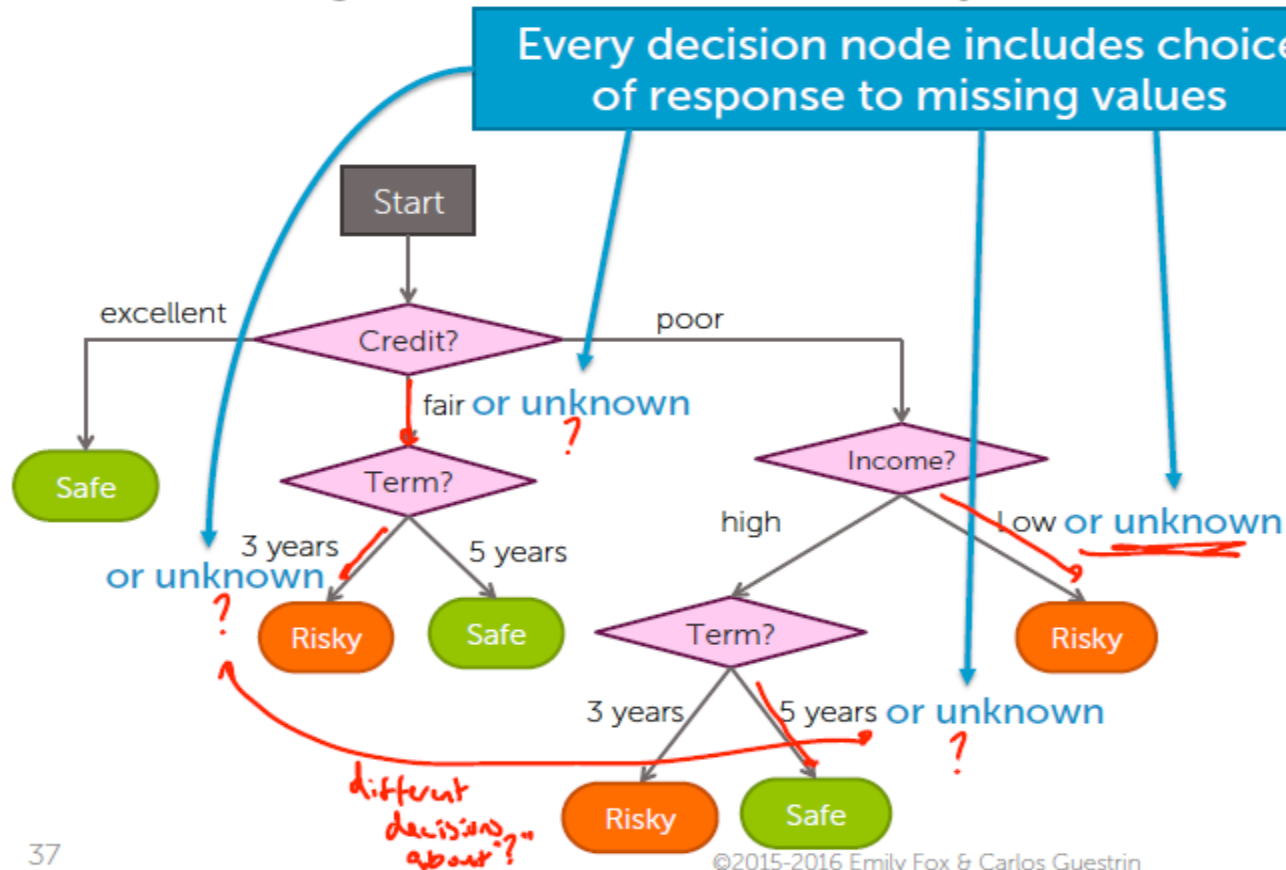 Every decision node includes choice
of response to missing values
Start
excellent
Credit?
poor
fair or unknown
?
Safe
Term?
Income?
high
Low or unknown
3 years
5 years
or unknown
?
Risky
Safe
Term?
Risky
3 years
5 years or unknown
?
different
decisions
about "?"
Risky
Safe
37
©2015-2016 Emily Fox & Carlos Guestrin